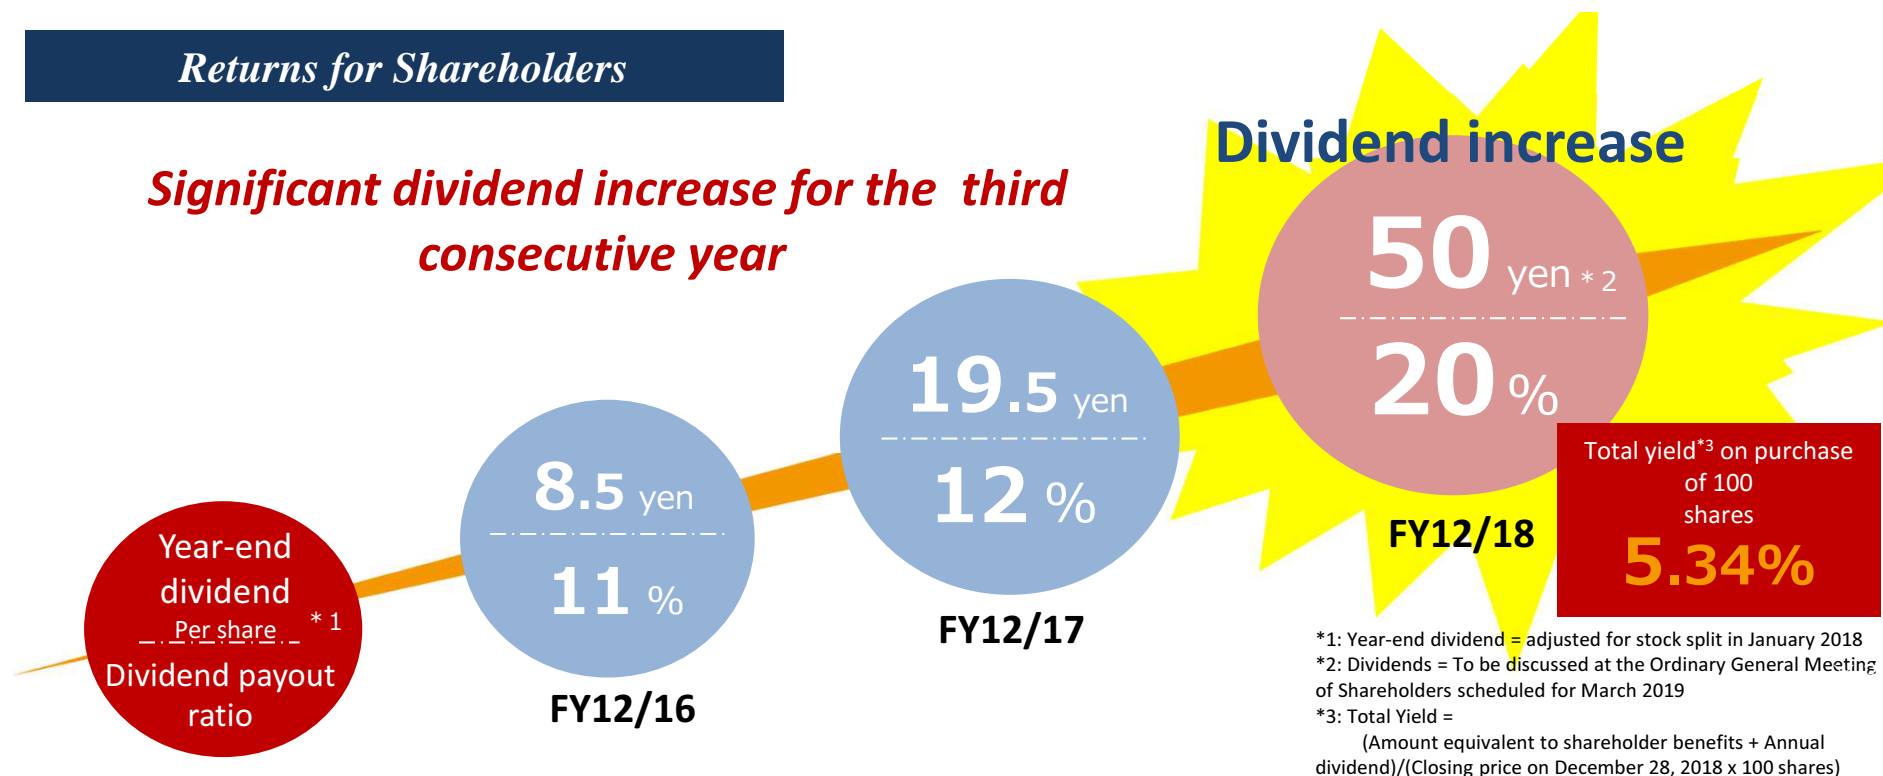 Returns for Shareholders
Significant dividend increase for the third
consecutive year
Dividend increase
50 yen *2
20 %
19.5 yen
12 %
8.5 yen
11 %
Year-end
dividend
Per share *1
Dividend payout
ratio
FY12/16
FY12/17
FY12/18
Total yield*3 on purchase
of 100
shares
5.34%
*1: Year-end dividend = adjusted for stock split in January 2018
*2: Dividends = To be discussed at the Ordinary General Meeting
of Shareholders scheduled for March 2019
*3: Total Yield =
(Amount equivalent to shareholder benefits + Annual
dividend)/(Closing price on December 28, 2018 x 100 shares)